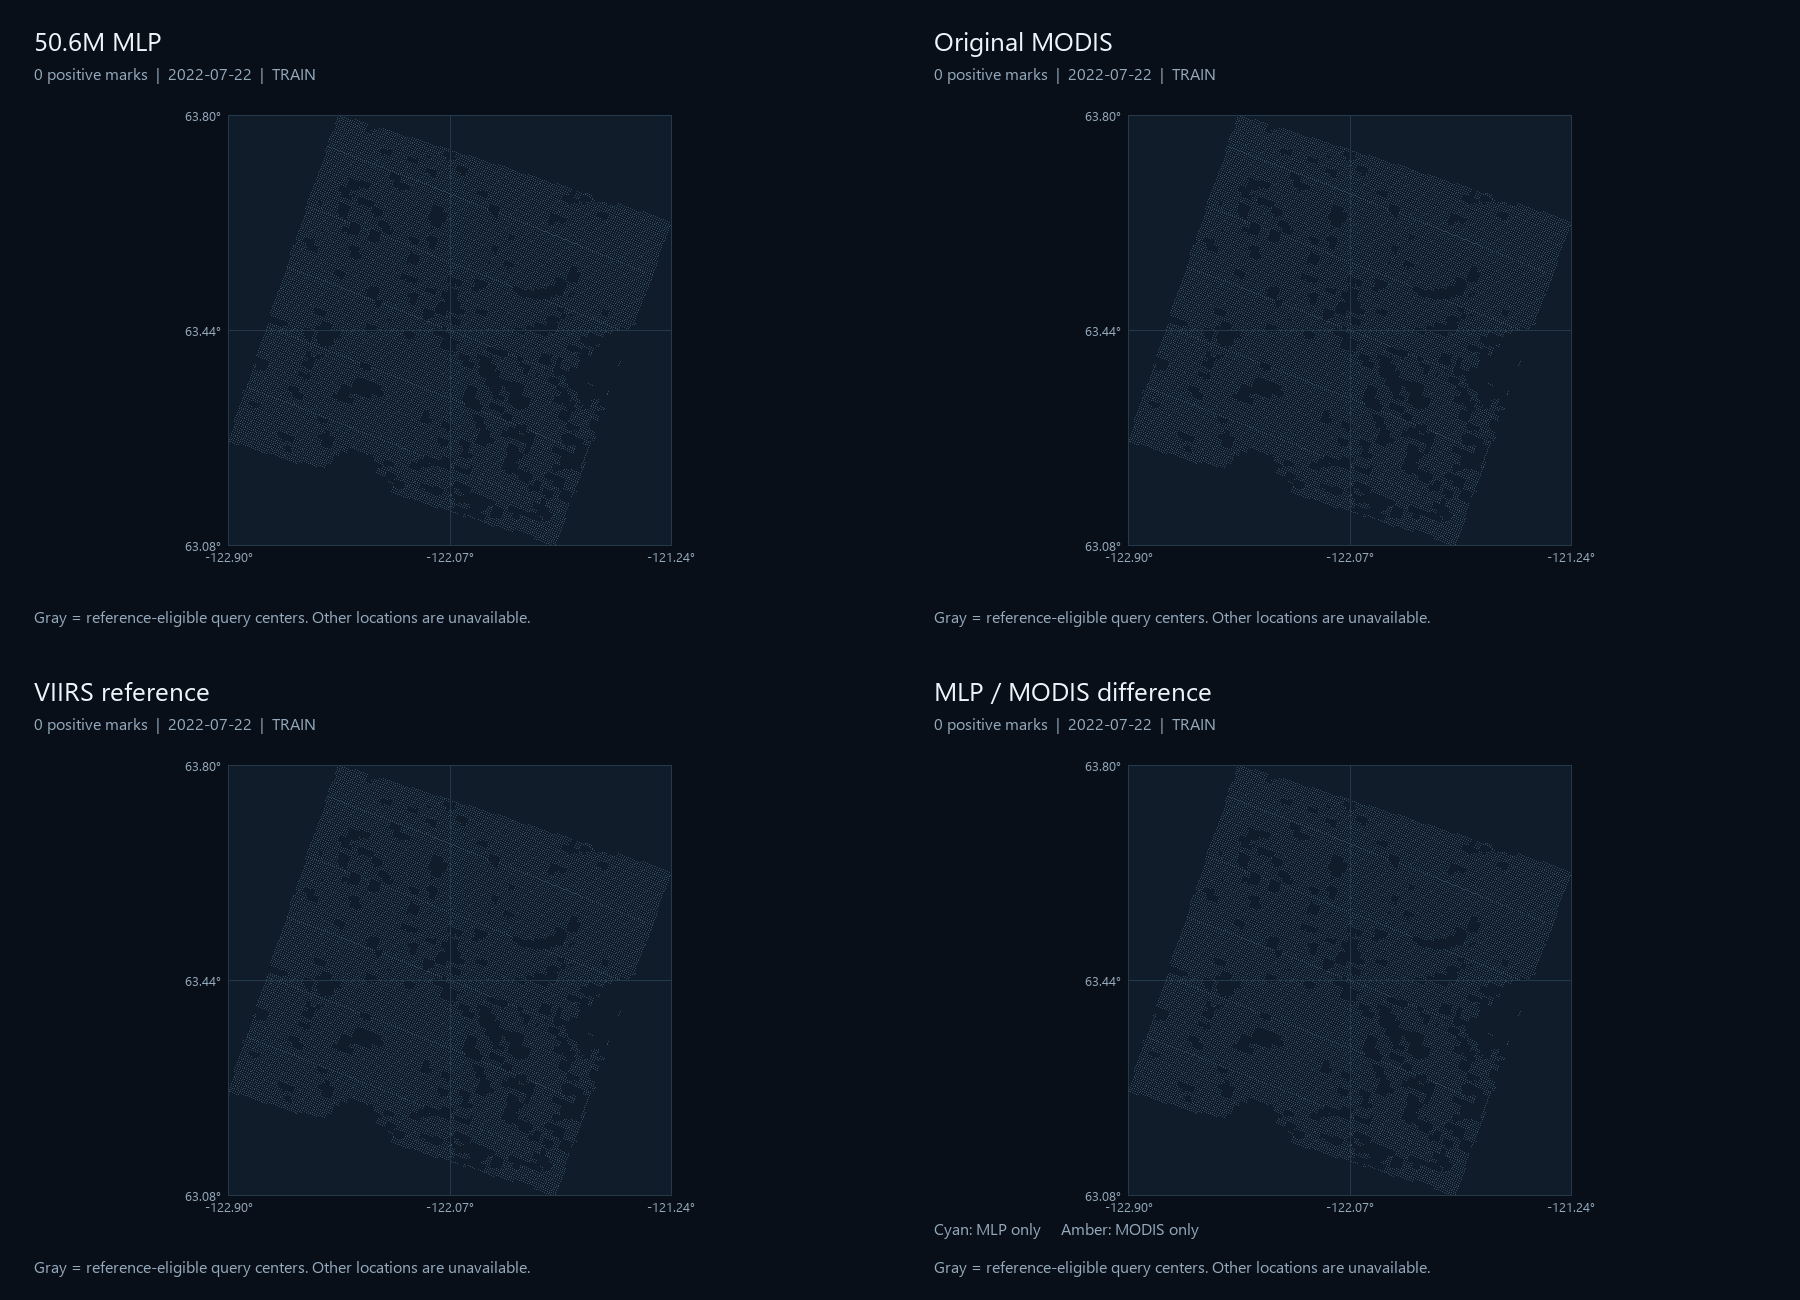 50.6M MLP
0 positive marks | 2022-07-22 | TRAIN
63.80°
63.44°
63.08°
-122.90°
-122.07°
-121.24°
Gray = reference-eligible query centers. Other locations are unavailable.
Original MODIS
0 positive marks | 2022-07-22 | TRAIN
63.80°
63.44°
63.08°
-122.90°
-122.07°
-121.24°
Gray = reference-eligible query centers. Other locations are unavailable.
VIIRS reference
0 positive marks | 2022-07-22 | TRAIN
63.80°
63.44°
63.08°
-122.90°
-122.07°
-121.24°
Gray = reference-eligible query centers. Other locations are unavailable.
MLP / MODIS difference
0 positive marks | 2022-07-22 | TRAIN
63.80°
63.44°
63.08°
-122.90°
-122.07°
-121.24°
Cyan: MLP only Amber: MODIS only
Gray = reference-eligible query centers. Other locations are unavailable.